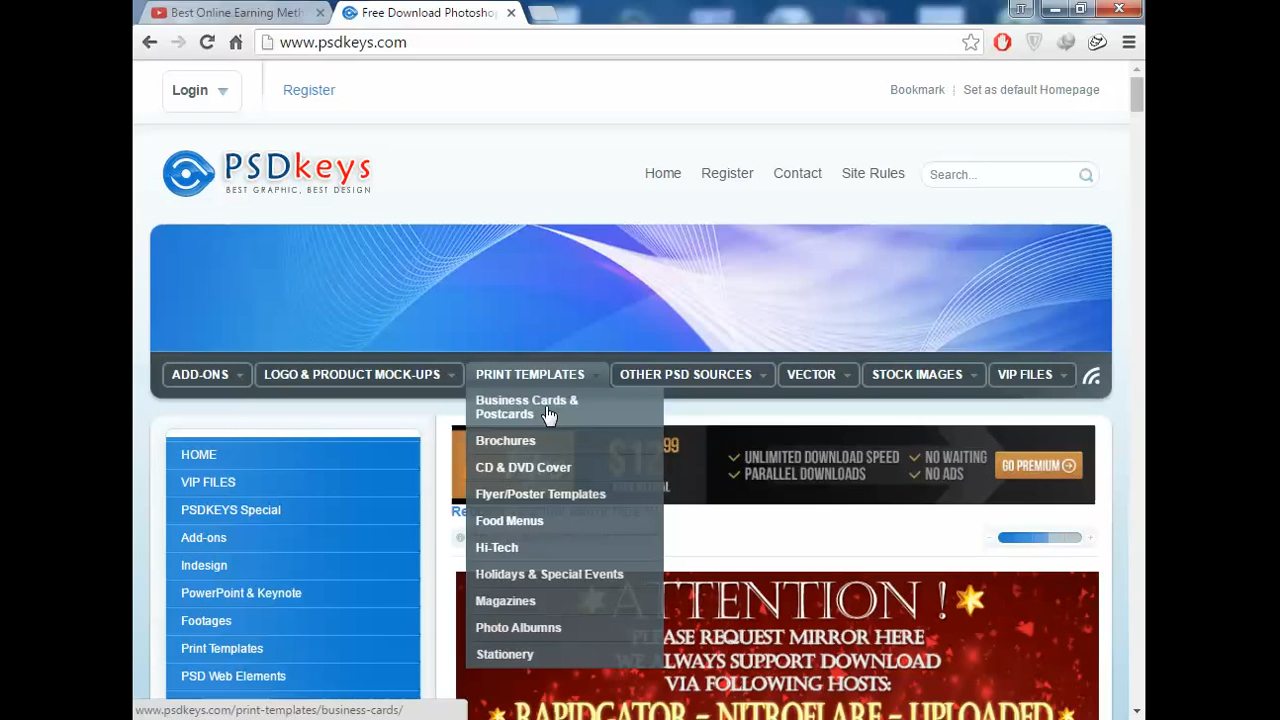 Best Online Earning Meth
Free Download Photosho
www.psdkeys.com
Login
Register
Bookmark
Set as default Homepage
PSDkeys
BEST GRAPHIC, BEST DESIGN
Home
Register
Contact
Site Rules
Search...
ADD-ONS
LOGO & PRODUCT MOCK-UPS
PRINT TEMPLATES
OTHER PSD SOURCES
VECTOR
STOCK IMAGES
VIP FILES
Business Cards &
Postcards
Brochures
CD & DVD Cover
Flyer/Poster Templates
Food Menus
Hi-Tech
Holidays & Special Events
Magazines
Photo Albumns
Stationery
HOME
VIP FILES
PSDKEYS Special
Add-ons
Indesign
PowerPoint & Keynote
Footages
Print Templates
PSD Web Elements
UNLIMITED DOWNLOAD SPEED
PARALLEL DOWNLOADS
NO WAITING
NO ADS
GO PREMIUM
ATTENTION !
PLEASE REQUEST MIRROR HERE
WE ALWAYS SUPPORT DOWNLOAD
VIA FOLLOWING HOSTS:
RAPIDGATOR - NITROFLARE - UPLOADED
www.psdkeys.com/print-templates/business-cards/